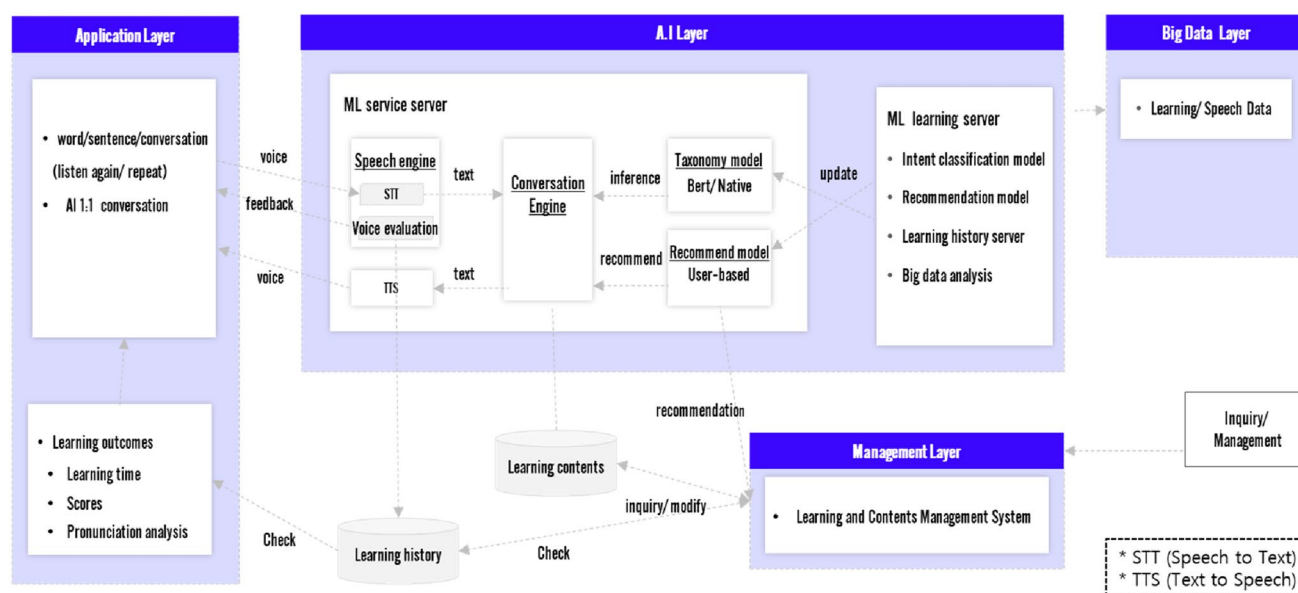 Application Layer
• word/sentence/conversation
(listen again/ repeat)
• AI 1:1 conversation
• Learning outcomes
• Learning time
• Scores
• Pronunciation analysis
voice
feedback
voice
Check
A.I Layer
ML service server
Speech engine
STT
Voice evaluation
TTS
text
text
Conversation
Engine
inference
recommend
Taxonomy model
Bert/ Native
Recommend model
User-based
update
ML learning server
• Intent classification model
• Recommendation model
• Learning history server
• Big data analysis
Big Data Layer
• Learning/ Speech Data
recommendation
Learning contents
inquiry/ modify
Learning history
Check
Management Layer
• Learning and Contents Management System
Inquiry/
Management
* STT (Speech to Text)
* TTS (Text to Speech)